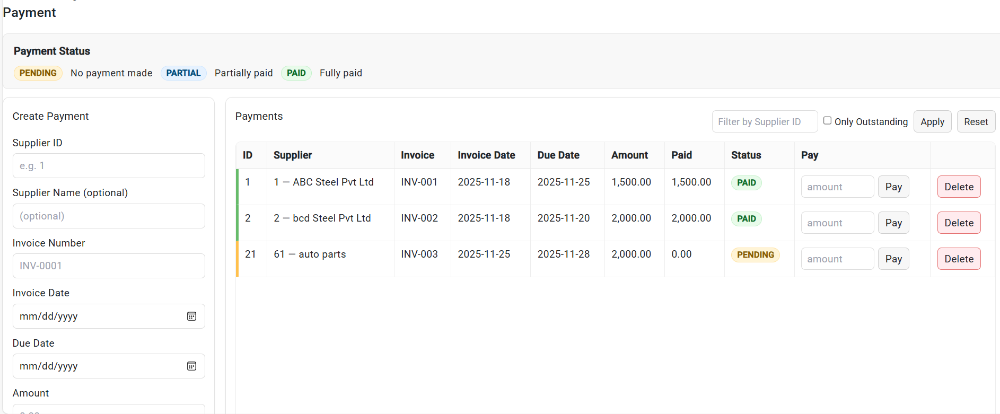 Payment
Payment Status
PENDING No payment made PARTIAL Partially paid PAID Fully paid
Create Payment
Supplier ID
e.g. 1
Supplier Name (optional)
(optional)
Invoice Number
INV-0001
Invoice Date
mm/dd/yyyy
Due Date
mm/dd/yyyy
Amount
Payments
Filter by Supplier ID Only Outstanding Apply Reset
ID Supplier Invoice Invoice Date Due Date Amount Paid Status Pay
1 1 — ABC Steel Pvt Ltd INV-001 2025-11-18 2025-11-25 1,500.00 1,500.00 PAID amount Pay Delete
2 2 — bcd Steel Pvt Ltd INV-002 2025-11-18 2025-11-20 2,000.00 2,000.00 PAID amount Pay Delete
21 61 — auto parts INV-003 2025-11-25 2025-11-28 2,000.00 0.00 PENDING amount Pay Delete